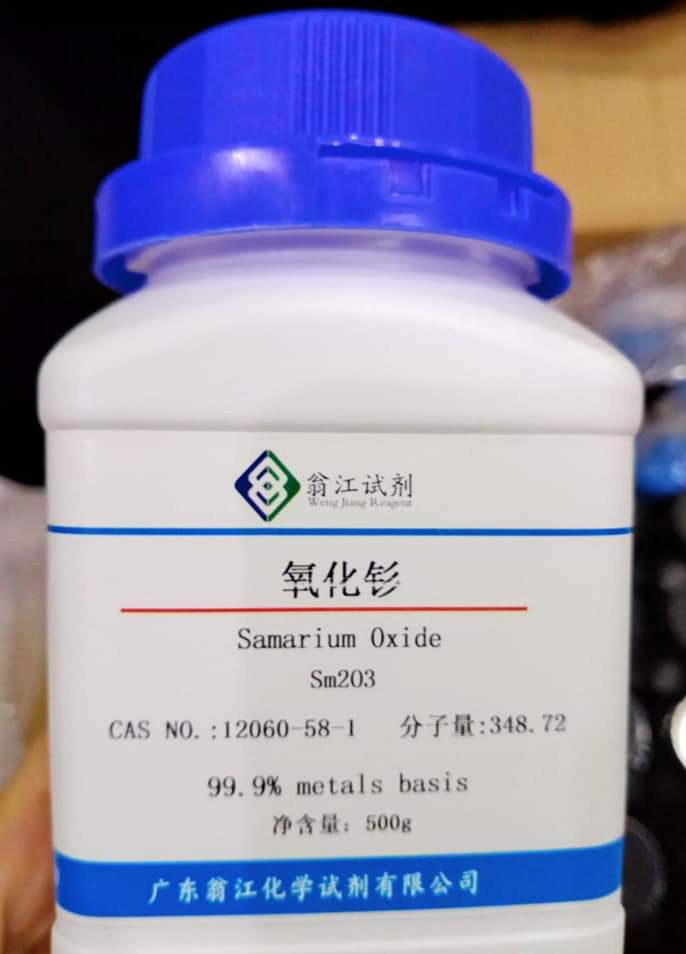 翁江试剂
Weng Jiang Reagent
氧化钐
Samarium Oxide
Sm2O3
CAS NO.:12060-58-1 分子量:348.72
99.9% metals basis
净含量: 500g
广东翁江化学试剂有限公司